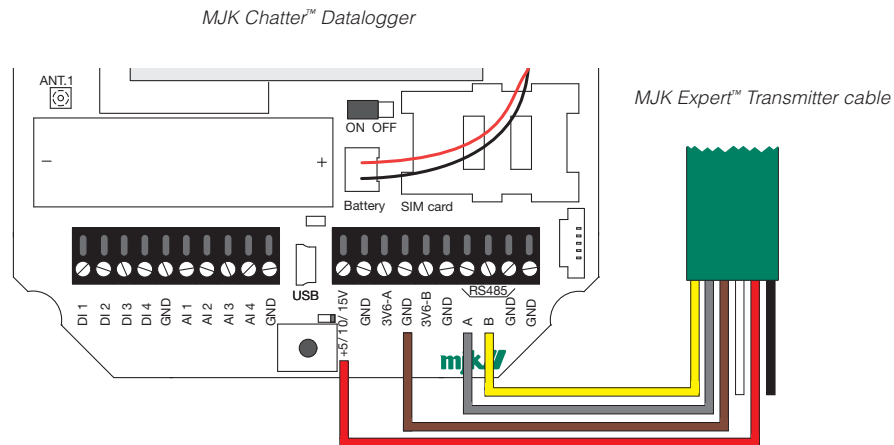 MJK Chatter™ Datalogger
MJK Expert™ Transmitter cable
ANT.1
ON OFF
Battery
SIM card
USB
RS485
DI 1
DI 2
DI 3
DI 4
GND
AI 1
AI 2
AI 3
AI 4
GND
+5/ 10/ 15V
GND
3V6-A
GND
3V6-B
GND
A
B
GND
GND
mjk